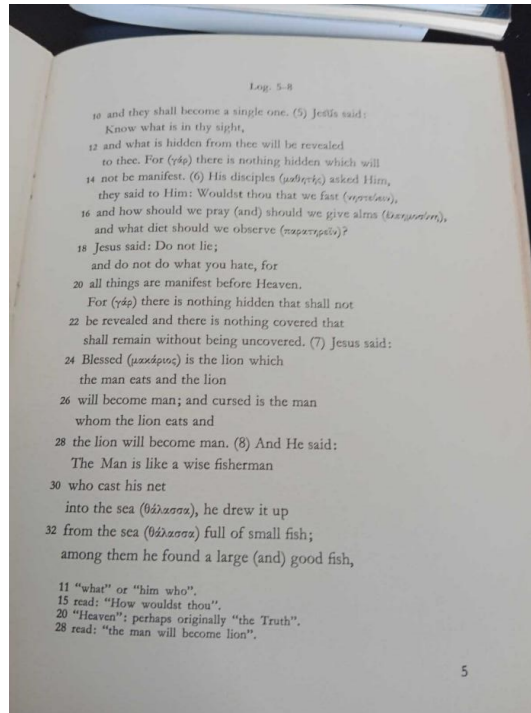 Log. 5-8
10 and they shall become a single one. (5) Jesus said:
Know what is in thy sight,
12 and what is hidden from thee will be revealed
to thee. For (γάρ) there is nothing hidden which will
14 not be manifest. (6) His disciples (μαθητής) asked Him,
they said to Him: Wouldst thou that we fast (νηστεύειν),
16 and how should we pray (and) should we give alms (ἐλεημοσύνη),
and what diet should we observe (παρατηρεῖν)?
18 Jesus said: Do not lie;
and do not do what you hate, for
20 all things are manifest before Heaven.
For (γάρ) there is nothing hidden that shall not
22 be revealed and there is nothing covered that
shall remain without being uncovered. (7) Jesus said:
24 Blessed (μακάριος) is the lion which
the man eats and the lion
26 will become man; and cursed is the man
whom the lion eats and
28 the lion will become man. (8) And He said:
The Man is like a wise fisherman
30 who cast his net
into the sea (θάλασσα), he drew it up
32 from the sea (θάλασσα) full of small fish;
among them he found a large (and) good fish,
11 "what" or "him who".
15 read: "How wouldst thou".
20 "Heaven": perhaps originally "the Truth".
28 read: "the man will become lion".
5